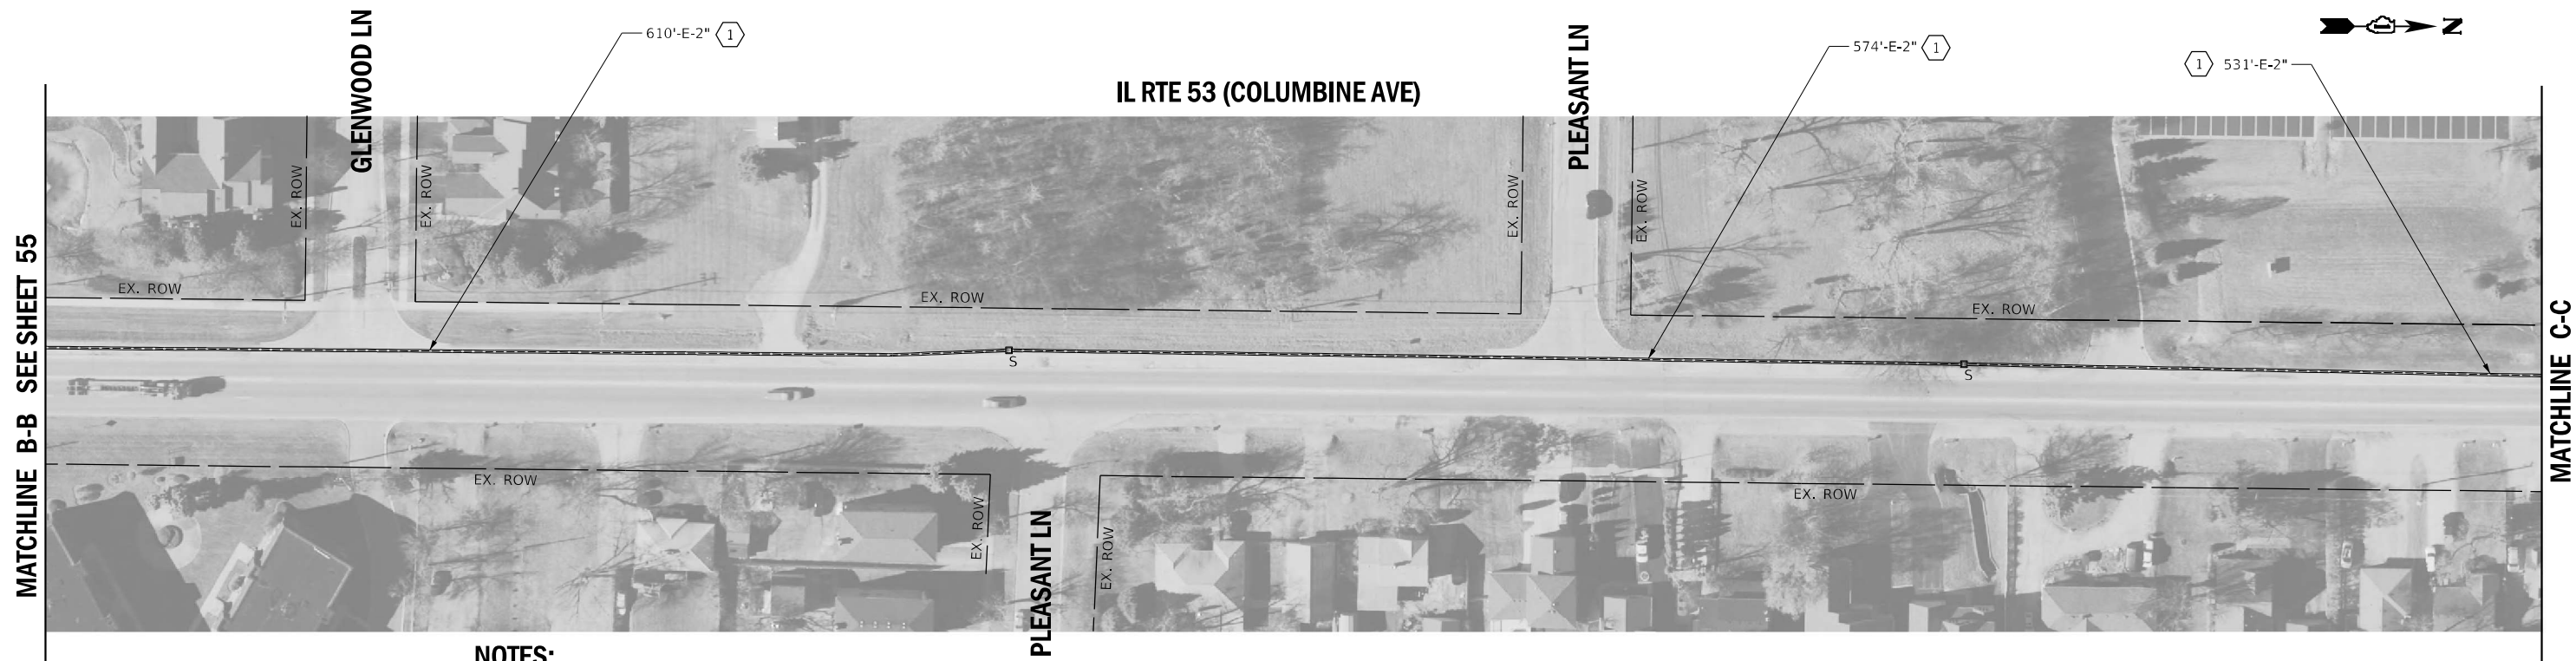 GLENWOOD LN
610'-E-2" 1
IL RTE 53 (COLUMBINE AVE)
PLEASANT LN
574'-E-2" 1
1 531'-E-2"
N
MATCHLINE B-B SEE SHEET 55
EX. ROW
EX. ROW
EX. ROW
EX. ROW
EX. ROW
EX. ROW
EX. ROW
S
S
EX. ROW
EX. ROW
EX. ROW
EX. ROW
PLEASANT LN
MATCHLINE C-C
NOTES: